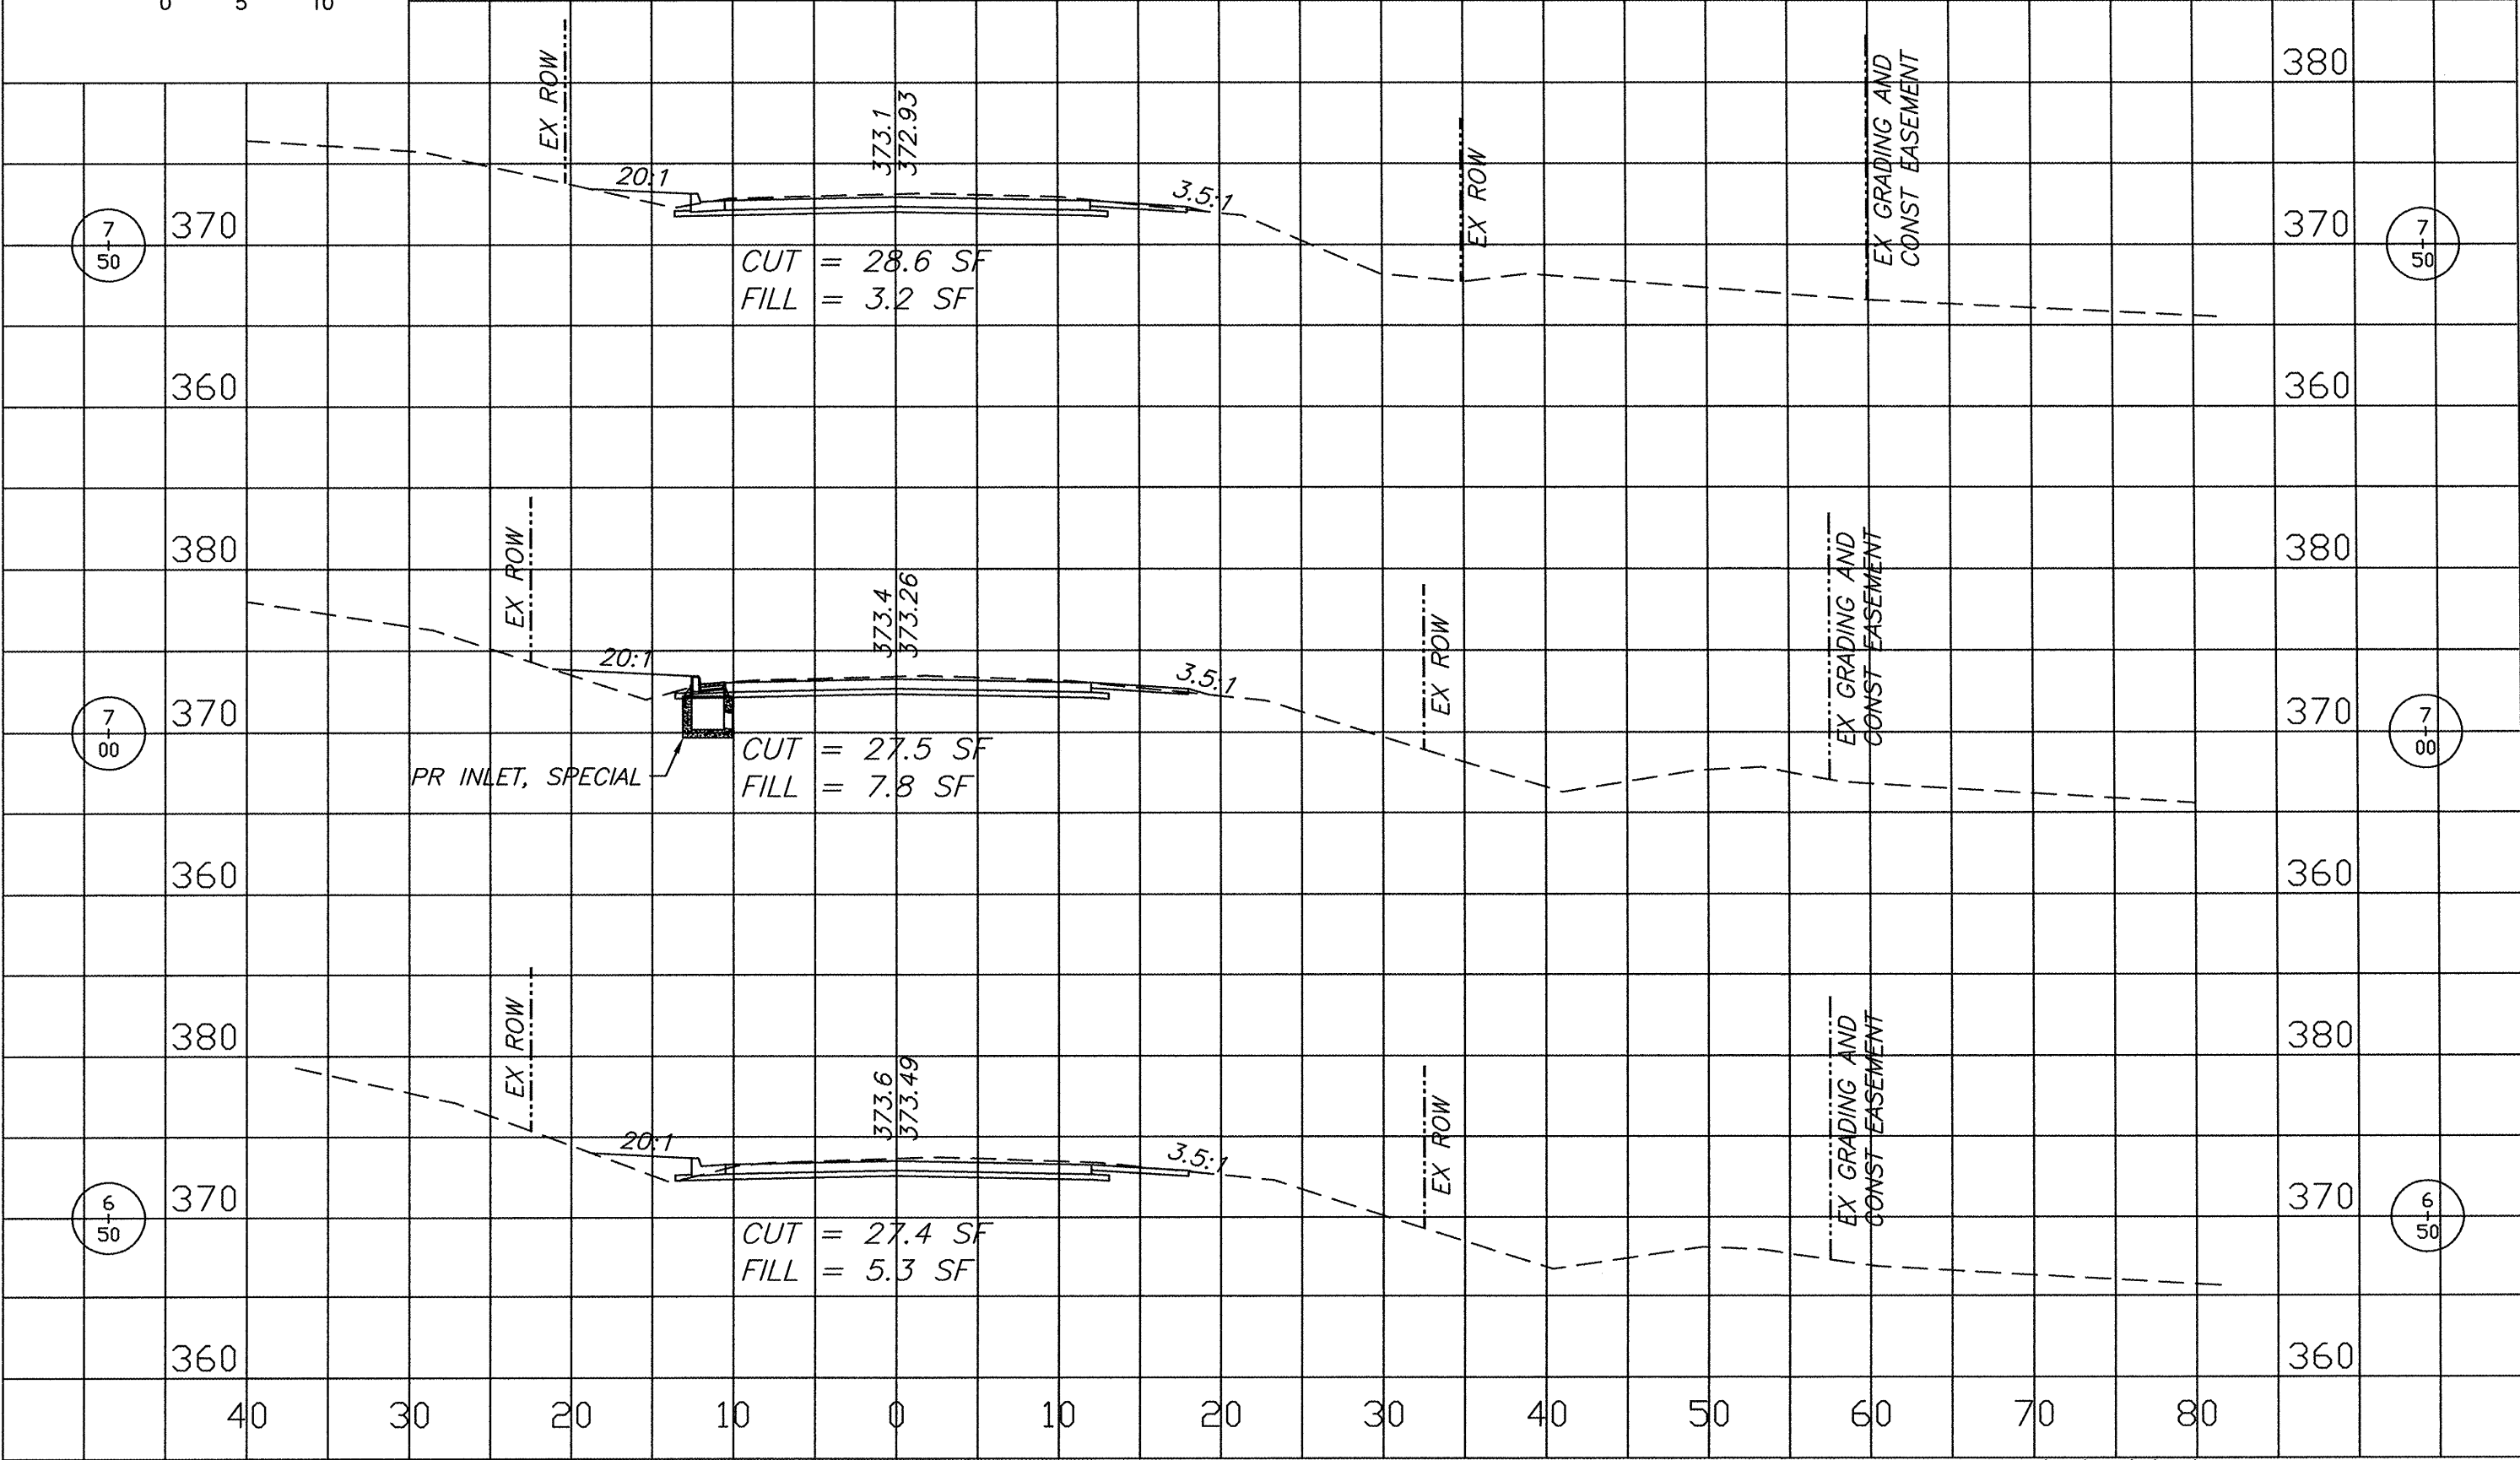 0 5 10
EX ROW
373.1
372.93
EX ROW
EX GRADING AND
CONST EASEMENT
380
20:1
3.5:1
7
50
370
370
7
50
CUT = 28.6 SF
FILL = 3.2 SF
360
360
EX ROW
373.4
373.26
EX ROW
EX GRADING AND
CONST EASEMENT
380
380
20:1
3.5:1
7
00
370
370
7
00
CUT = 27.5 SF
FILL = 7.8 SF
PR INLET, SPECIAL
360
360
EX ROW
373.6
373.49
EX ROW
EX GRADING AND
CONST EASEMENT
380
380
20:1
3.5:1
6
50
370
370
6
50
CUT = 27.4 SF
FILL = 5.3 SF
360
360
40 30 20 10 0 10 20 30 40 50 60 70 80